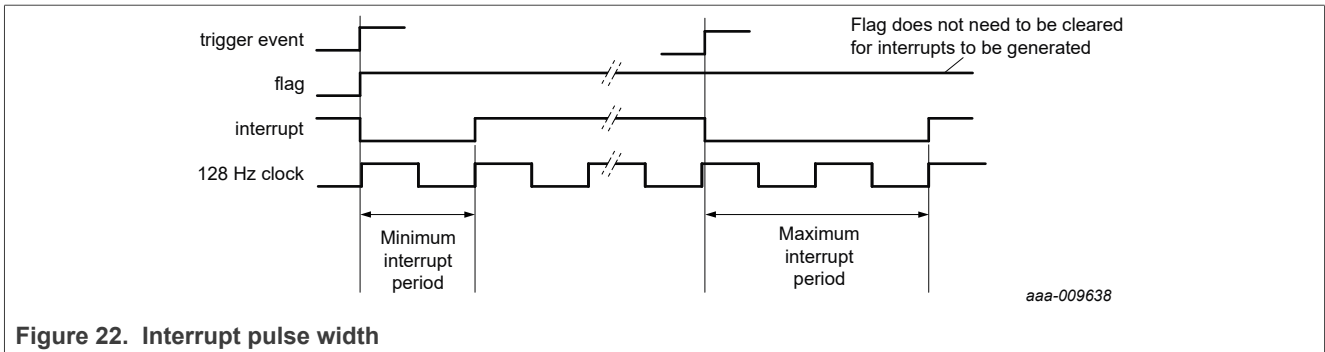 trigger event
Flag does not need to be cleared
for interrupts to be generated
flag
interrupt
128 Hz clock
Minimum
interrupt
period
Maximum
interrupt
period
aaa-009638
Figure 22. Interrupt pulse width